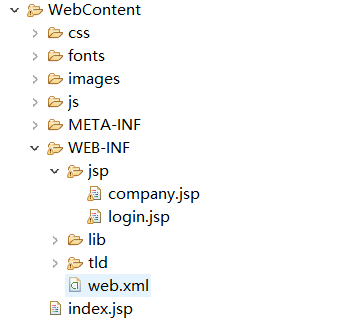 WebContent
css
fonts
images
js
META-INF
WEB-INF
jsp
company.jsp
login.jsp
lib
tld
web.xml
index.jsp